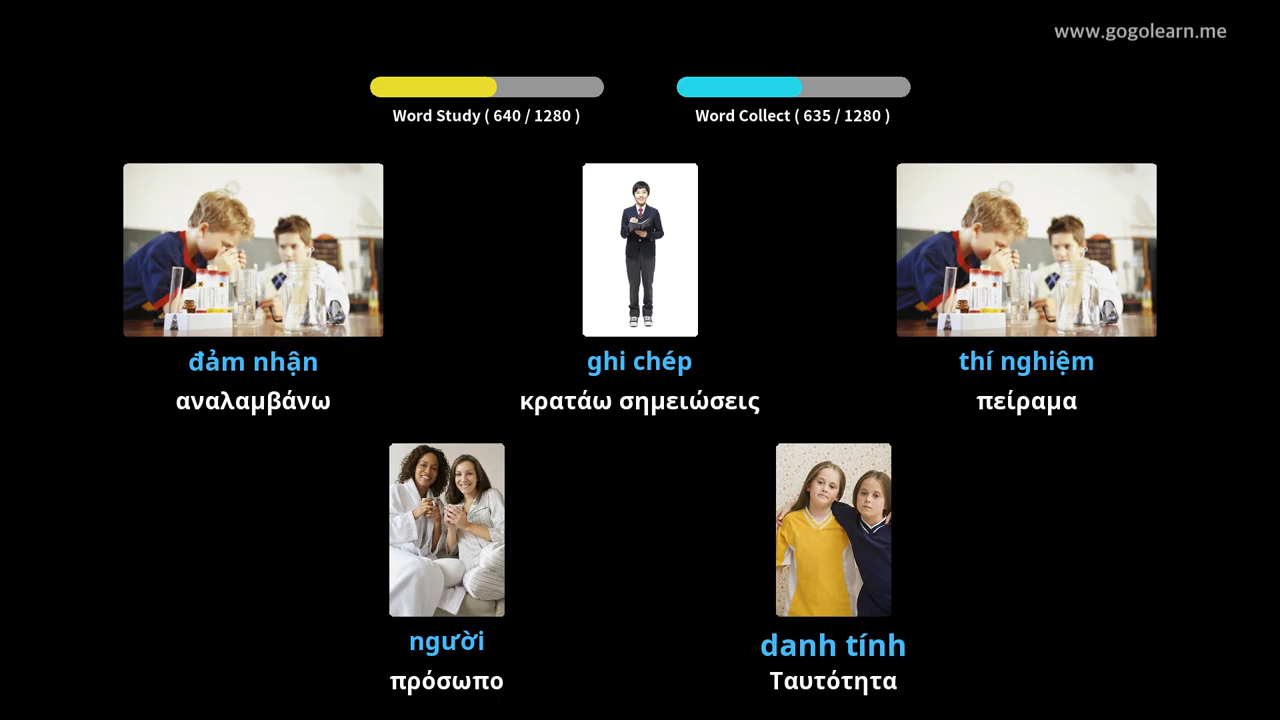 www.gogolearn.me
Word Study ( 640 / 1280 )
Word Collect ( 635 / 1280 )
đảm nhận
αναλαμβάνω
ghi chép
κρατάω σημειώσεις
thí nghiệm
πείραμα
người
πρόσωπο
danh tính
Ταυτότητα